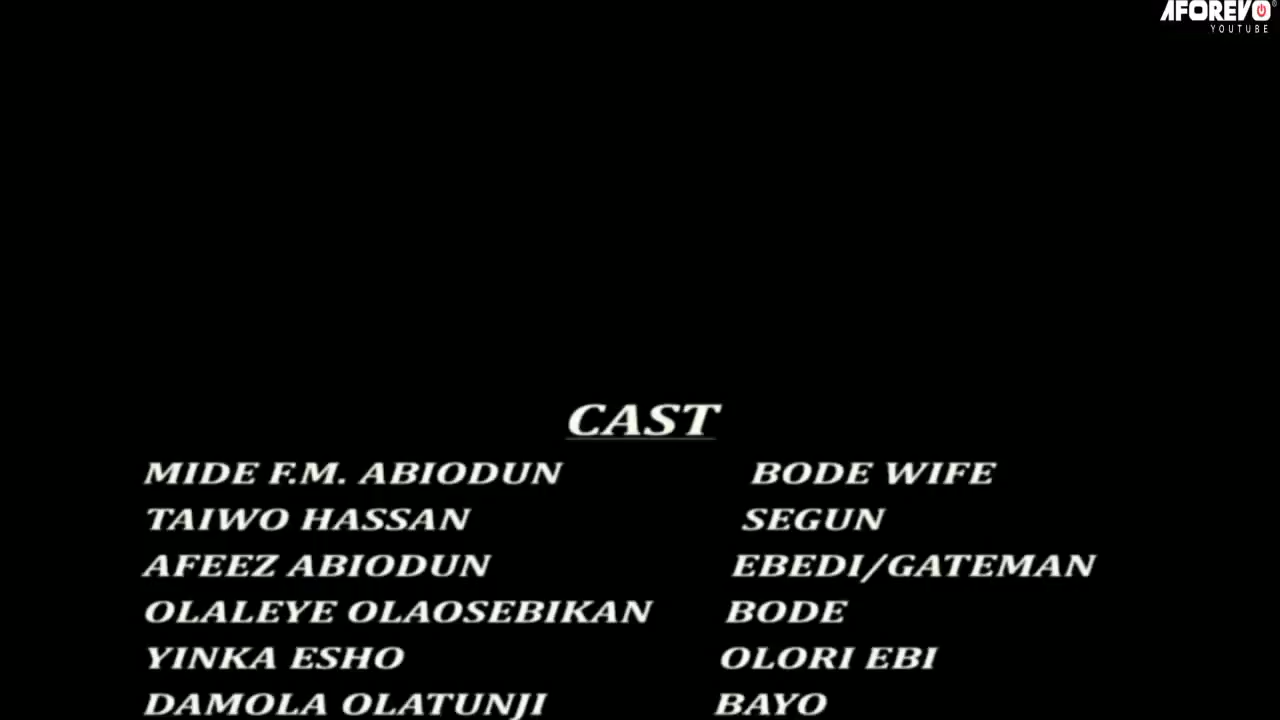 AFOREVO
YOUTUBE
CAST
MIDE F.M. ABIODUN BODE WIFE
TAIWO HASSAN SEGUN
AFEEZ ABIODUN EBEDI/GATEMAN
OLALEYE OLAOSEBIKAN BODE
YINKA ESHO OLORI EBI
DAMOLA OLATUNJI BAYO